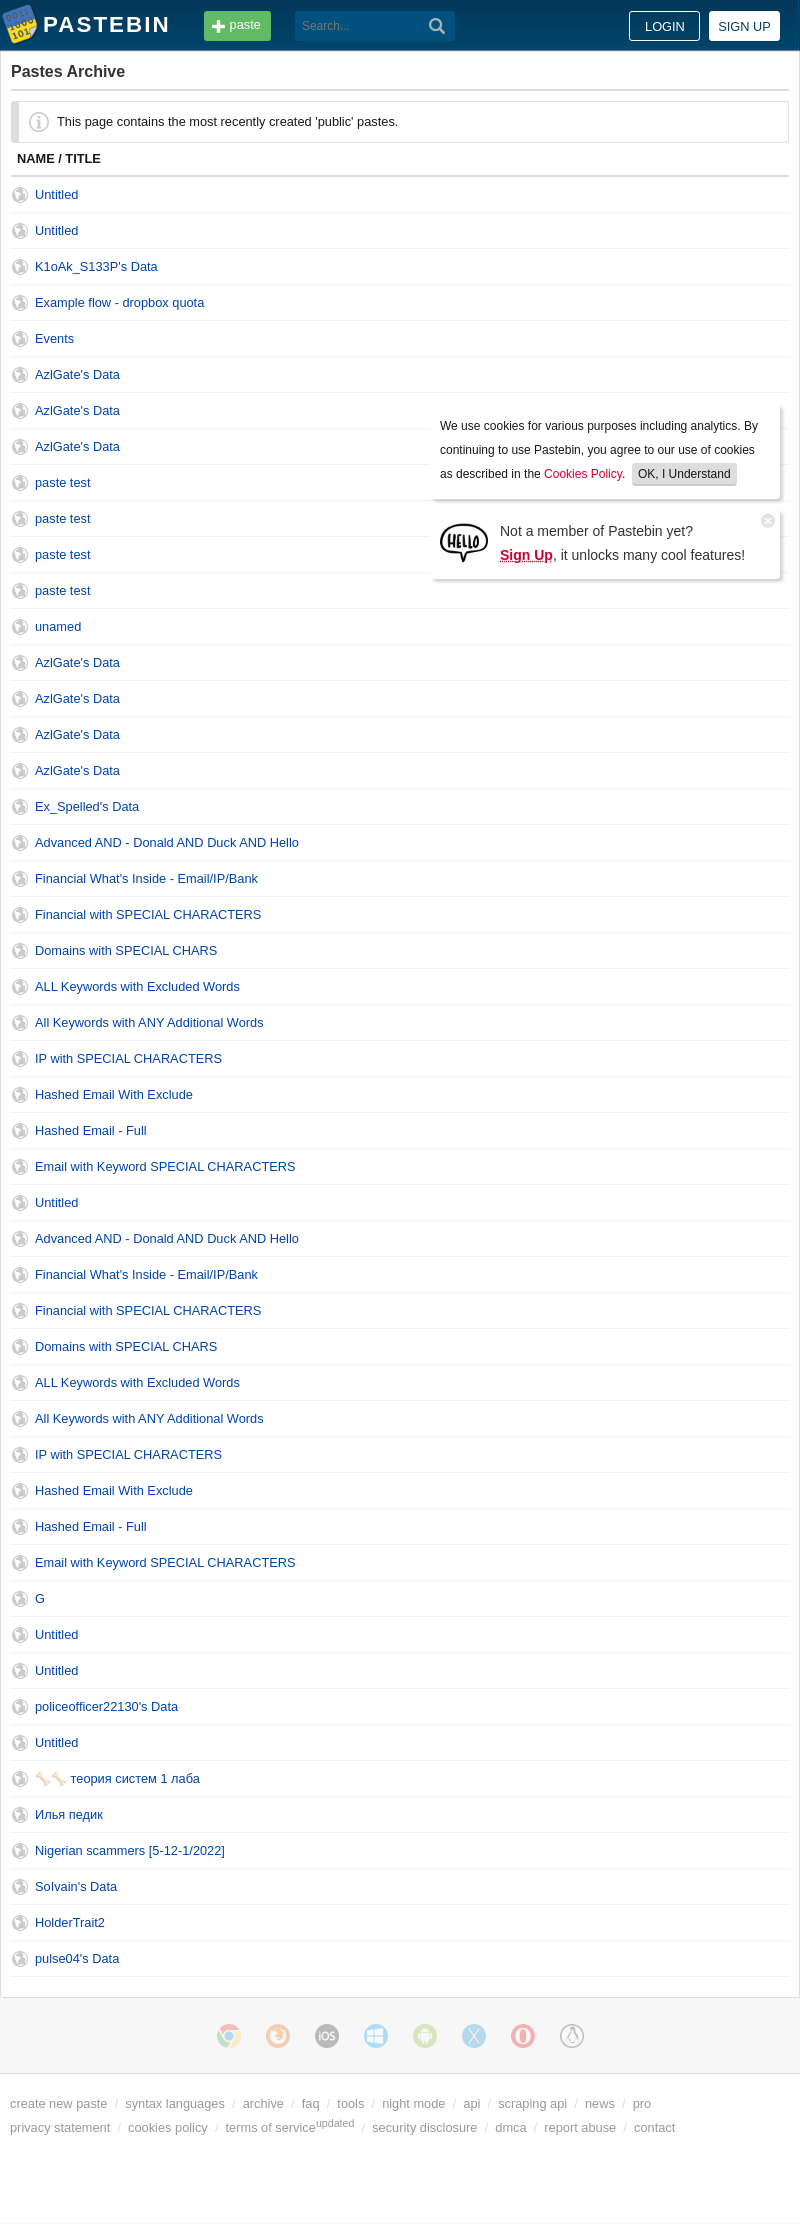 PASTEBIN
paste
Search...
LOGIN
SIGN UP
Pastes Archive
This page contains the most recently created 'public' pastes.
NAME / TITLE
Untitled
Untitled
K1oAk_S133P's Data
Example flow - dropbox quota
Events
AzlGate's Data
AzlGate's Data
AzlGate's Data
paste test
paste test
paste test
paste test
We use cookies for various purposes including analytics. By
continuing to use Pastebin, you agree to our use of cookies
as described in the Cookies Policy. OK, I Understand
HELLO
Not a member of Pastebin yet?
Sign Up, it unlocks many cool features!
unamed
AzlGate's Data
AzlGate's Data
AzlGate's Data
AzlGate's Data
Ex_Spelled's Data
Advanced AND - Donald AND Duck AND Hello
Financial What's Inside - Email/IP/Bank
Financial with SPECIAL CHARACTERS
Domains with SPECIAL CHARS
ALL Keywords with Excluded Words
All Keywords with ANY Additional Words
IP with SPECIAL CHARACTERS
Hashed Email With Exclude
Hashed Email - Full
Email with Keyword SPECIAL CHARACTERS
Untitled
Advanced AND - Donald AND Duck AND Hello
Financial What's Inside - Email/IP/Bank
Financial with SPECIAL CHARACTERS
Domains with SPECIAL CHARS
ALL Keywords with Excluded Words
All Keywords with ANY Additional Words
IP with SPECIAL CHARACTERS
Hashed Email With Exclude
Hashed Email - Full
Email with Keyword SPECIAL CHARACTERS
G
Untitled
Untitled
policeofficer22130's Data
Untitled
🦴🦴 теория систем 1 лаба
Илья педик
Nigerian scammers [5-12-1/2022]
Solvain's Data
HolderTrait2
pulse04's Data
iOS
create new paste / syntax languages / archive / faq / tools / night mode / api / scraping api / news / pro
privacy statement / cookies policy / terms of service updated / security disclosure / dmca / report abuse / contact